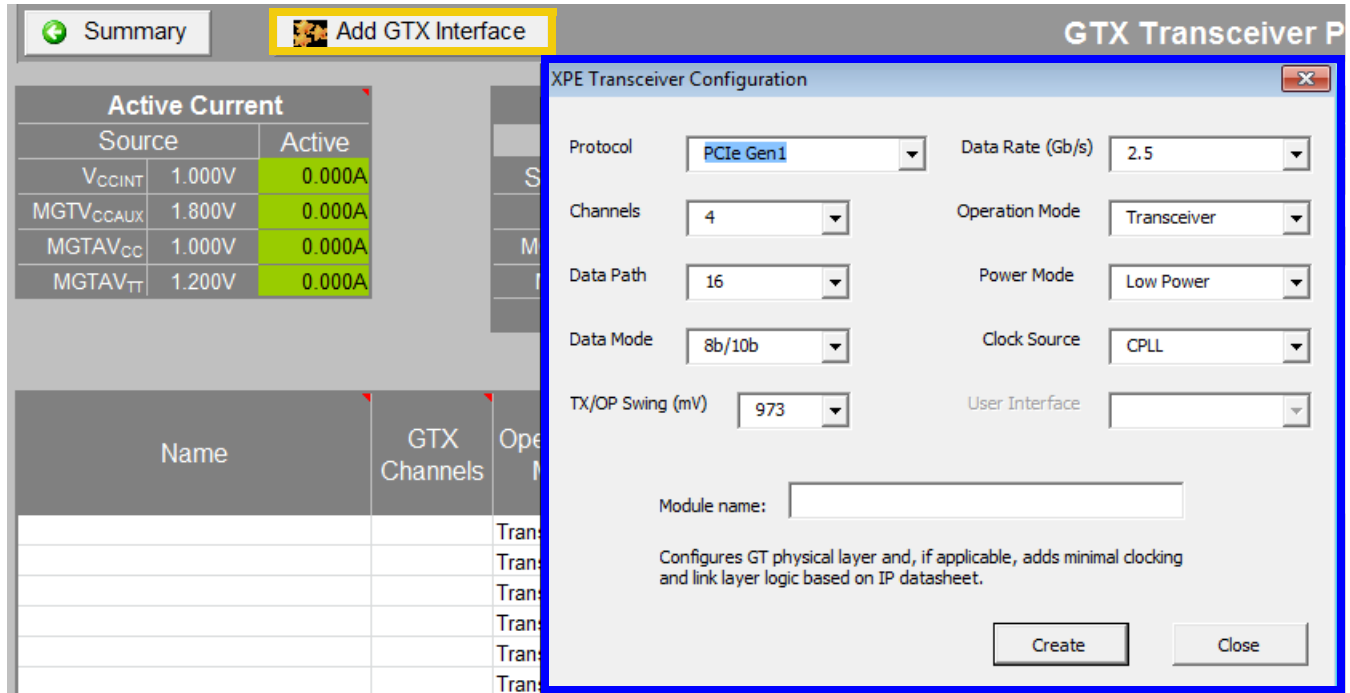 Summary
Add GTX Interface
GTX Transceiver P
Active Current
Source Active
VCCINT 1.000V 0.000A
MGTVCCAUX 1.800V 0.000A
MGTAVCC 1.000V 0.000A
MGTAVTT 1.200V 0.000A
S
M
Name
GTX
Channels
Ope
M
Trans
Trans
Trans
Trans
Trans
Trans
XPE Transceiver Configuration
Protocol PCIe Gen1 Data Rate (Gb/s) 2.5
Channels 4 Operation Mode Transceiver
Data Path 16 Power Mode Low Power
Data Mode 8b/10b Clock Source CPLL
TX/OP Swing (mV) 973 User Interface
Module name:
Configures GT physical layer and, if applicable, adds minimal clocking
and link layer logic based on IP datasheet.
Create Close